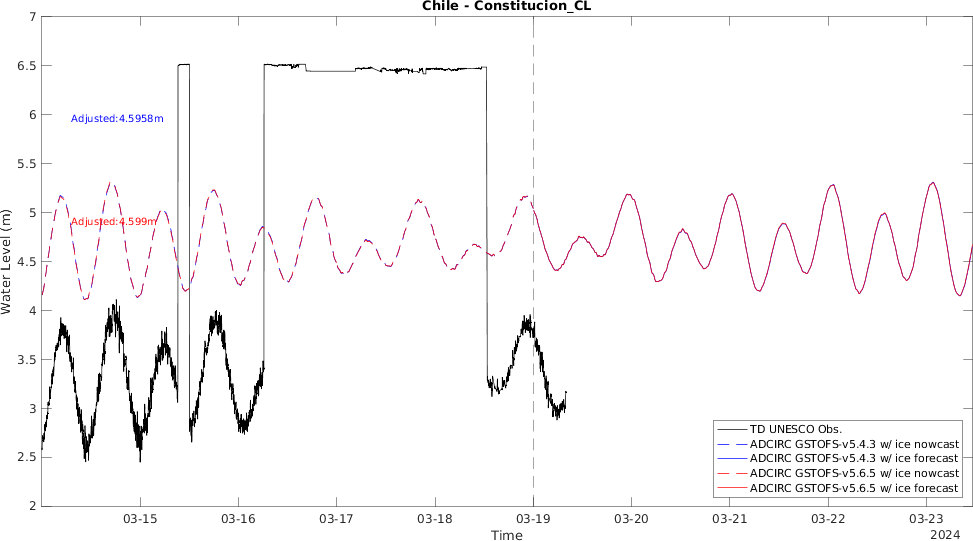 Chile - Constitucion_CL
7
6.5
6
5.5
5
4.5
4
3.5
3
2.5
2
Water Level (m)
Adjusted:4.5958m
Adjusted:4.599m
TD UNESCO Obs.
ADCIRC GSTOFS-v5.4.3 w/ ice nowcast
ADCIRC GSTOFS-v5.4.3 w/ ice forecast
ADCIRC GSTOFS-v5.6.5 w/ ice nowcast
ADCIRC GSTOFS-v5.6.5 w/ ice forecast
03-15 03-16 03-17 03-18 03-19 03-20 03-21 03-22 03-23
Time
2024